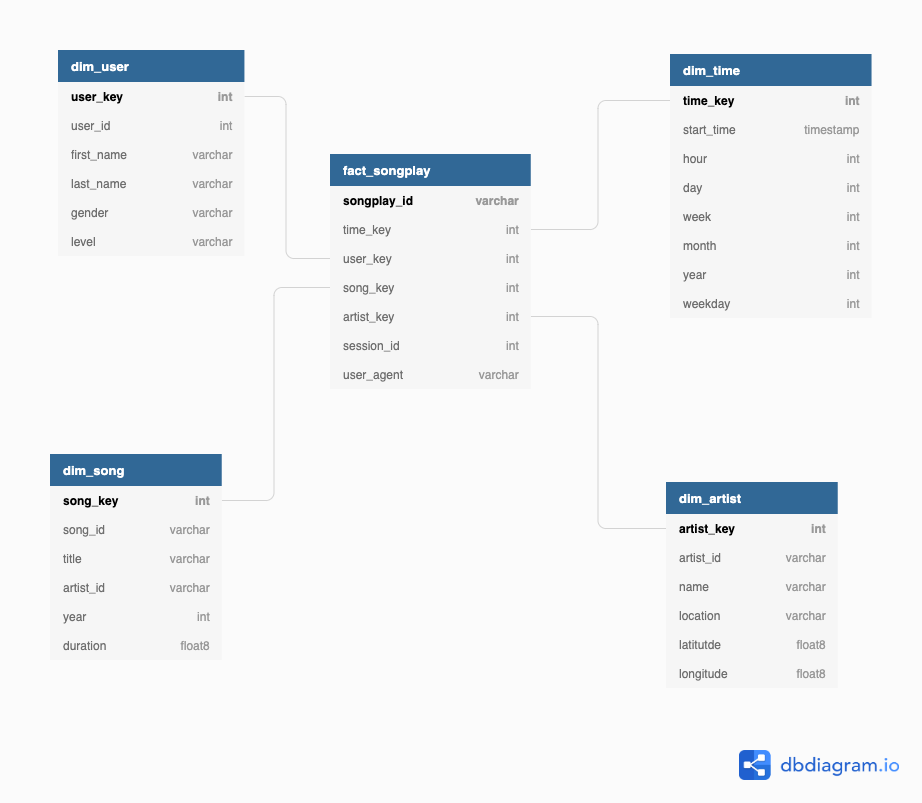 dim_user
user_key int
user_id int
first_name varchar
last_name varchar
gender varchar
level varchar
dim_time
time_key int
start_time timestamp
hour int
day int
week int
month int
year int
weekday int
fact_songplay
songplay_id varchar
time_key int
user_key int
song_key int
artist_key int
session_id int
user_agent varchar
dim_song
song_key int
song_id varchar
title varchar
artist_id varchar
year int
duration float8
dim_artist
artist_key int
artist_id varchar
name varchar
location varchar
latitutde float8
longitude float8
dbdiagram.io